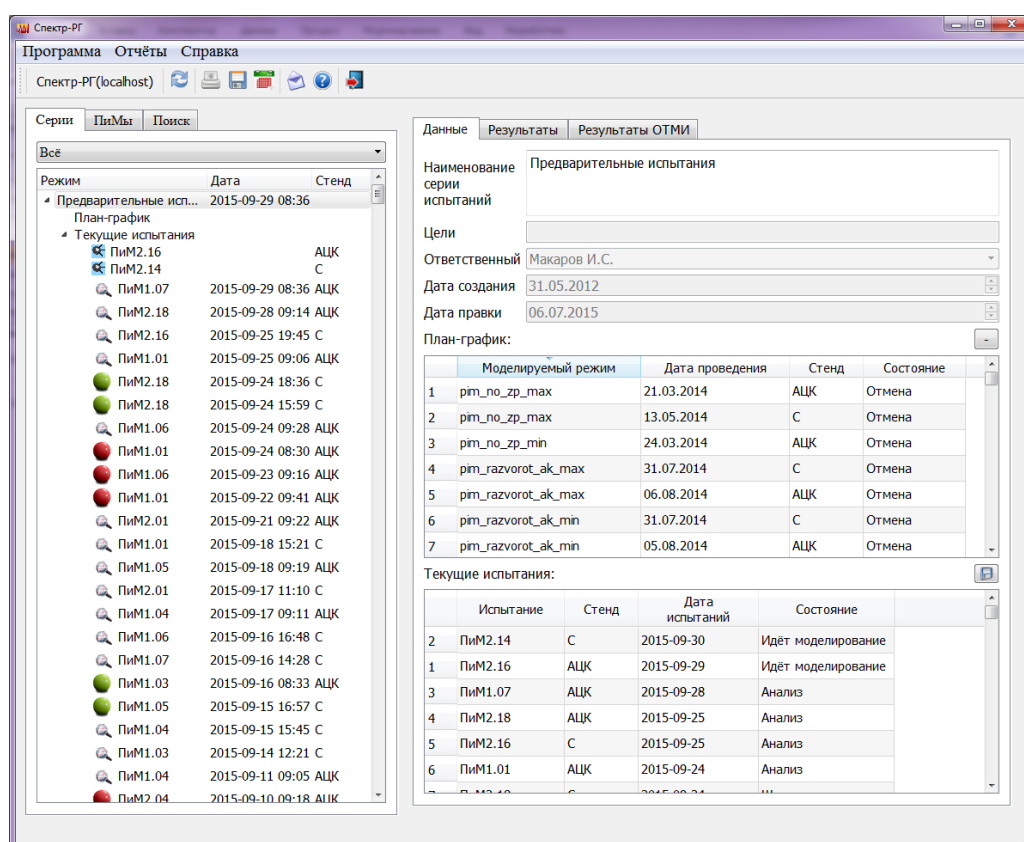 Спектр-РГ
Программа Отчёты Справка
Спектр-РГ(localhost)
Серии ПиМы Поиск
Всё
Режим Дата Стенд
Предварительные исп... 2015-09-29 08:36
План-график
Текущие испытания
ПиМ2.16 АЦК
ПиМ2.14 С
ПиМ1.07 2015-09-29 08:36 АЦК
ПиМ2.18 2015-09-28 09:14 АЦК
ПиМ2.16 2015-09-25 19:45 С
ПиМ1.01 2015-09-25 09:06 АЦК
ПиМ2.18 2015-09-24 18:36 С
ПиМ2.18 2015-09-24 15:59 С
ПиМ1.06 2015-09-24 09:28 АЦК
ПиМ1.01 2015-09-24 08:30 АЦК
ПиМ1.06 2015-09-23 09:16 АЦК
ПиМ1.01 2015-09-22 09:41 АЦК
ПиМ2.01 2015-09-21 09:22 АЦК
ПиМ1.01 2015-09-18 15:21 С
ПиМ1.05 2015-09-18 09:19 АЦК
ПиМ2.01 2015-09-17 11:10 С
ПиМ1.04 2015-09-17 09:11 АЦК
ПиМ1.06 2015-09-16 16:48 С
ПиМ1.07 2015-09-16 14:28 С
ПиМ1.03 2015-09-16 08:33 АЦК
ПиМ1.05 2015-09-15 16:57 С
ПиМ1.04 2015-09-15 15:45 С
ПиМ1.03 2015-09-14 12:21 С
ПиМ1.04 2015-09-11 09:05 АЦК
ПиМ2.04 2015-09-10 09:18 АЦК
Данные Результаты Результаты ОТМИ
Наименование
серии
испытаний
Предварительные испытания
Цели
Ответственный Макаров И.С.
Дата создания 31.05.2012
Дата правки 06.07.2015
План-график: -
Моделируемый режим Дата проведения Стенд Состояние
1 pim_no_zp_max 21.03.2014 АЦК Отмена
2 pim_no_zp_max 13.05.2014 С Отмена
3 pim_no_zp_min 24.03.2014 АЦК Отмена
4 pim_razvorot_ak_max 31.07.2014 С Отмена
5 pim_razvorot_ak_max 06.08.2014 АЦК Отмена
6 pim_razvorot_ak_min 31.07.2014 С Отмена
7 pim_razvorot_ak_min 05.08.2014 АЦК Отмена
Текущие испытания:
Испытание Стенд Дата испытаний Состояние
2 ПиМ2.14 С 2015-09-30 Идёт моделирование
1 ПиМ2.16 АЦК 2015-09-29 Идёт моделирование
3 ПиМ1.07 АЦК 2015-09-28 Анализ
4 ПиМ2.18 АЦК 2015-09-25 Анализ
5 ПиМ2.16 С 2015-09-25 Анализ
6 ПиМ1.01 АЦК 2015-09-24 Анализ